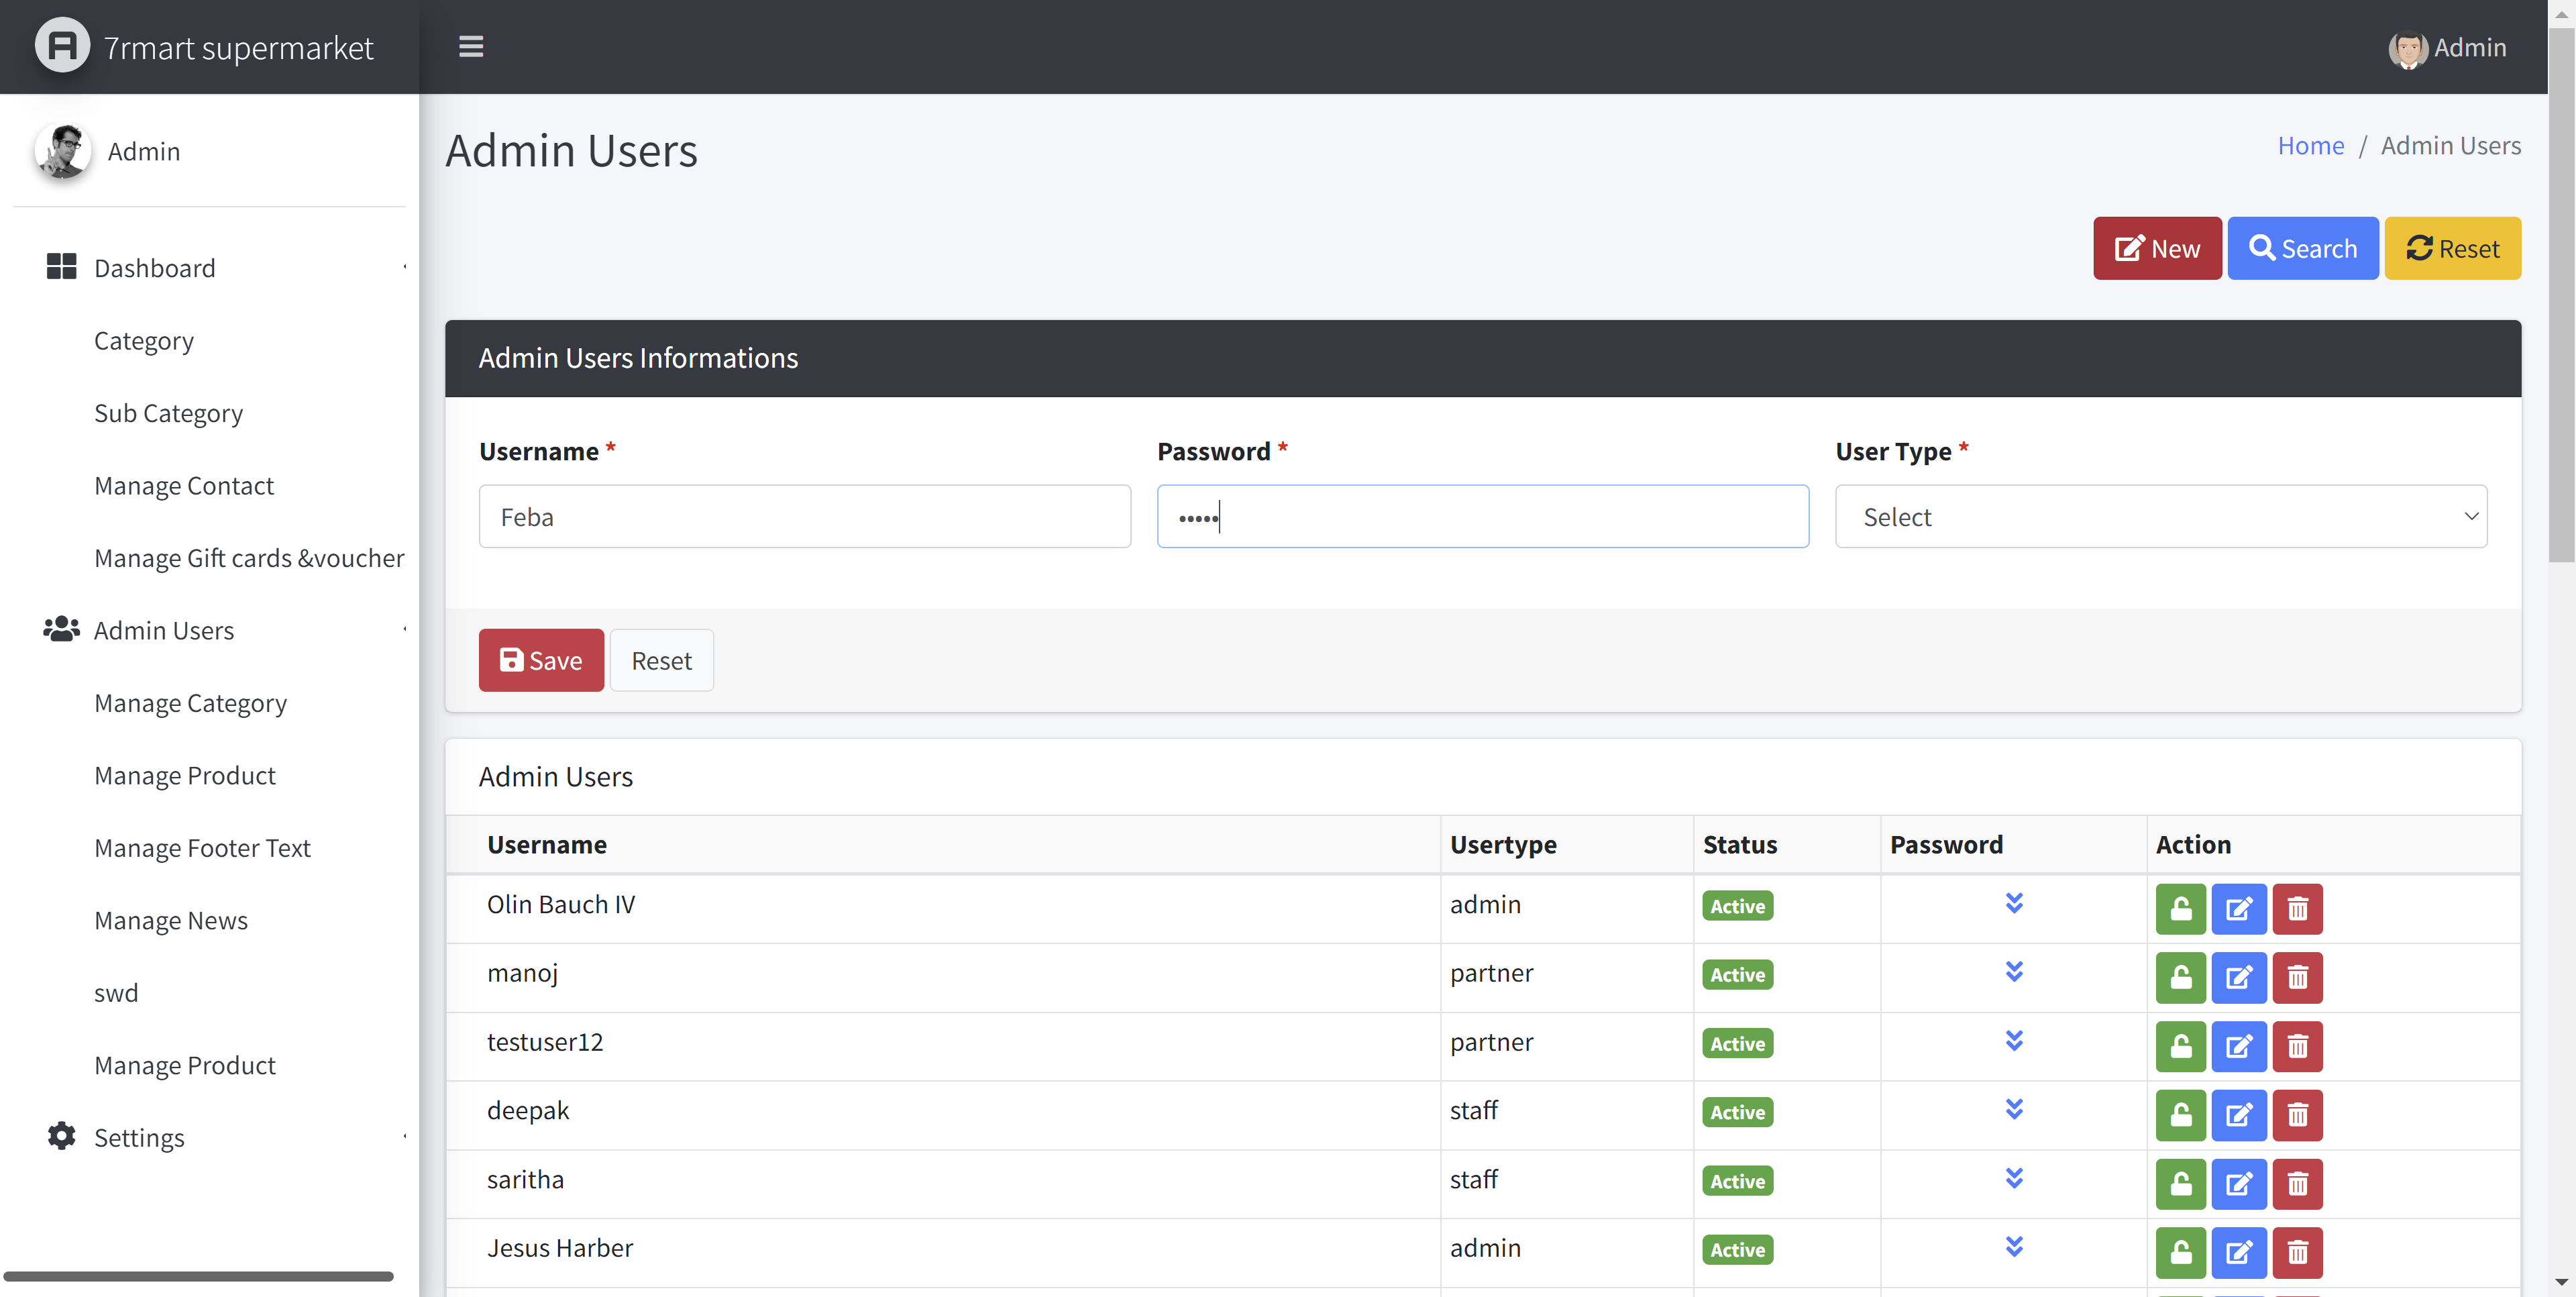 7rmart supermarket
Admin
Admin
Admin Users
Home / Admin Users
New
Search
Reset
Dashboard
Category
Sub Category
Manage Contact
Manage Gift cards &voucher
Admin Users
Manage Category
Manage Product
Manage Footer Text
Manage News
swd
Manage Product
Settings
Admin Users Informations
Username * Password * User Type *
Feba ••••• Select
Save Reset
Admin Users
Username Usertype Status Password Action
Olin Bauch IV admin Active
manoj partner Active
testuser12 partner Active
deepak staff Active
saritha staff Active
Jesus Harber admin Active